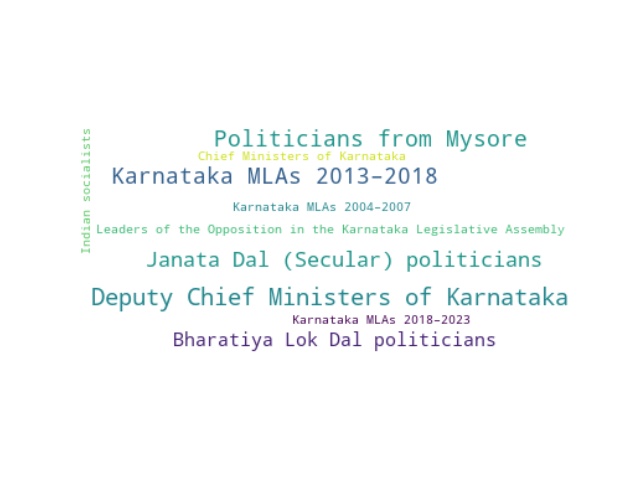 Indian socialists
Politicians from Mysore
Chief Ministers of Karnataka
Karnataka MLAs 2013–2018
Karnataka MLAs 2004–2007
Leaders of the Opposition in the Karnataka Legislative Assembly
Janata Dal (Secular) politicians
Deputy Chief Ministers of Karnataka
Karnataka MLAs 2018–2023
Bharatiya Lok Dal politicians